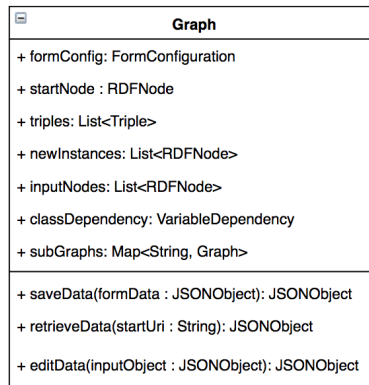 Graph
+ formConfig: FormConfiguration
+ startNode : RDFNode
+ triples: List<Triple>
+ newInstances: List<RDFNode>
+ inputNodes: List<RDFNode>
+ classDependency: VariableDependency
+ subGraphs: Map<String, Graph>
+ saveData(formData : JSONObject): JSONObject
+ retrieveData(startUri : String): JSONObject
+ editData(inputObject : JSONObject): JSONObject